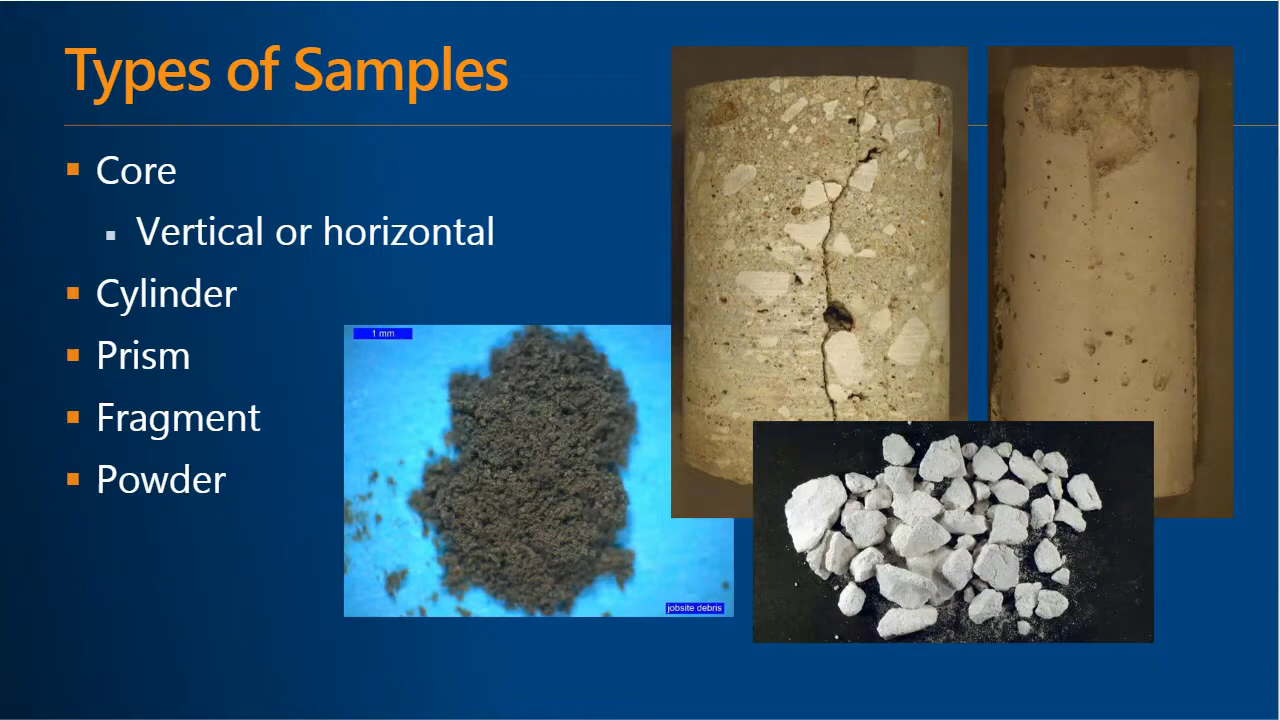 Types of Samples
Core
Vertical or horizontal
Cylinder
Prism
Fragment
Powder
1 mm
jobsite debris